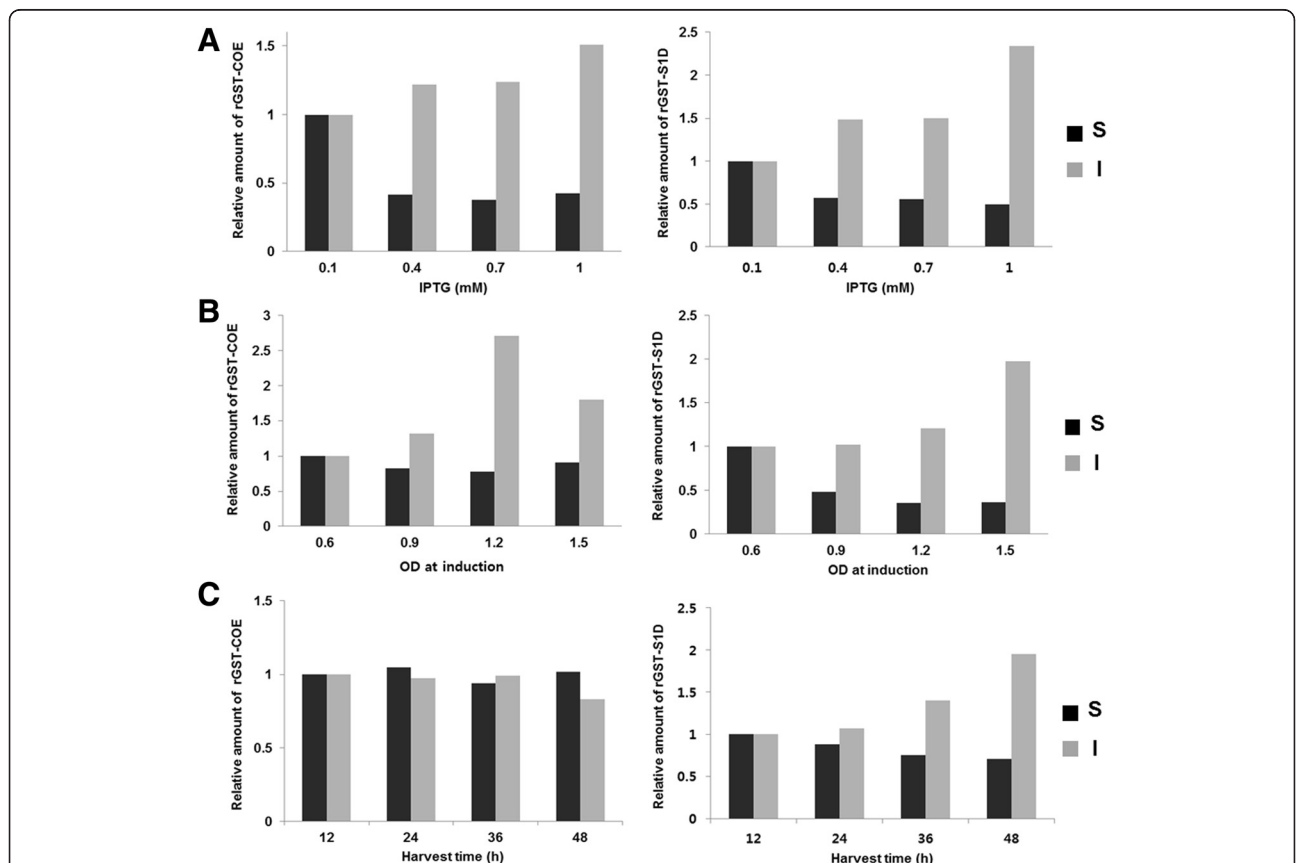 A
Relative amount of rGST-COE
1.5
1
0.5
0
0.1 0.4 0.7 1
IPTG (mM)
Relative amount of rGST-S1D
2.5
2
1.5
1
0.5
0
0.1 0.4 0.7 1
IPTG (mM)
S
I
B
Relative amount of rGST-COE
3
2.5
2
1.5
1
0.5
0
0.6 0.9 1.2 1.5
OD at induction
Relative amount of rGST-S1D
2.5
2
1.5
1
0.5
0
0.6 0.9 1.2 1.5
OD at induction
S
I
C
Relative amount of rGST-COE
1.5
1
0.5
0
12 24 36 48
Harvest time (h)
Relative amount of rGST-S1D
2.5
2
1.5
1
0.5
0
12 24 36 48
Harvest time (h)
S
I